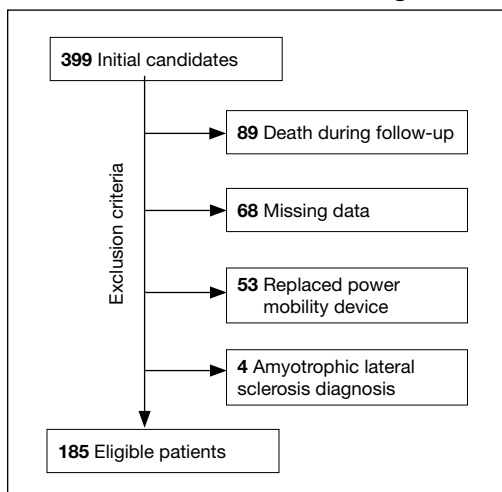 399 Initial candidates
Exclusion criteria
89 Death during follow-up
68 Missing data
53 Replaced power
mobility device
4 Amyotrophic lateral
sclerosis diagnosis
185 Eligible patients